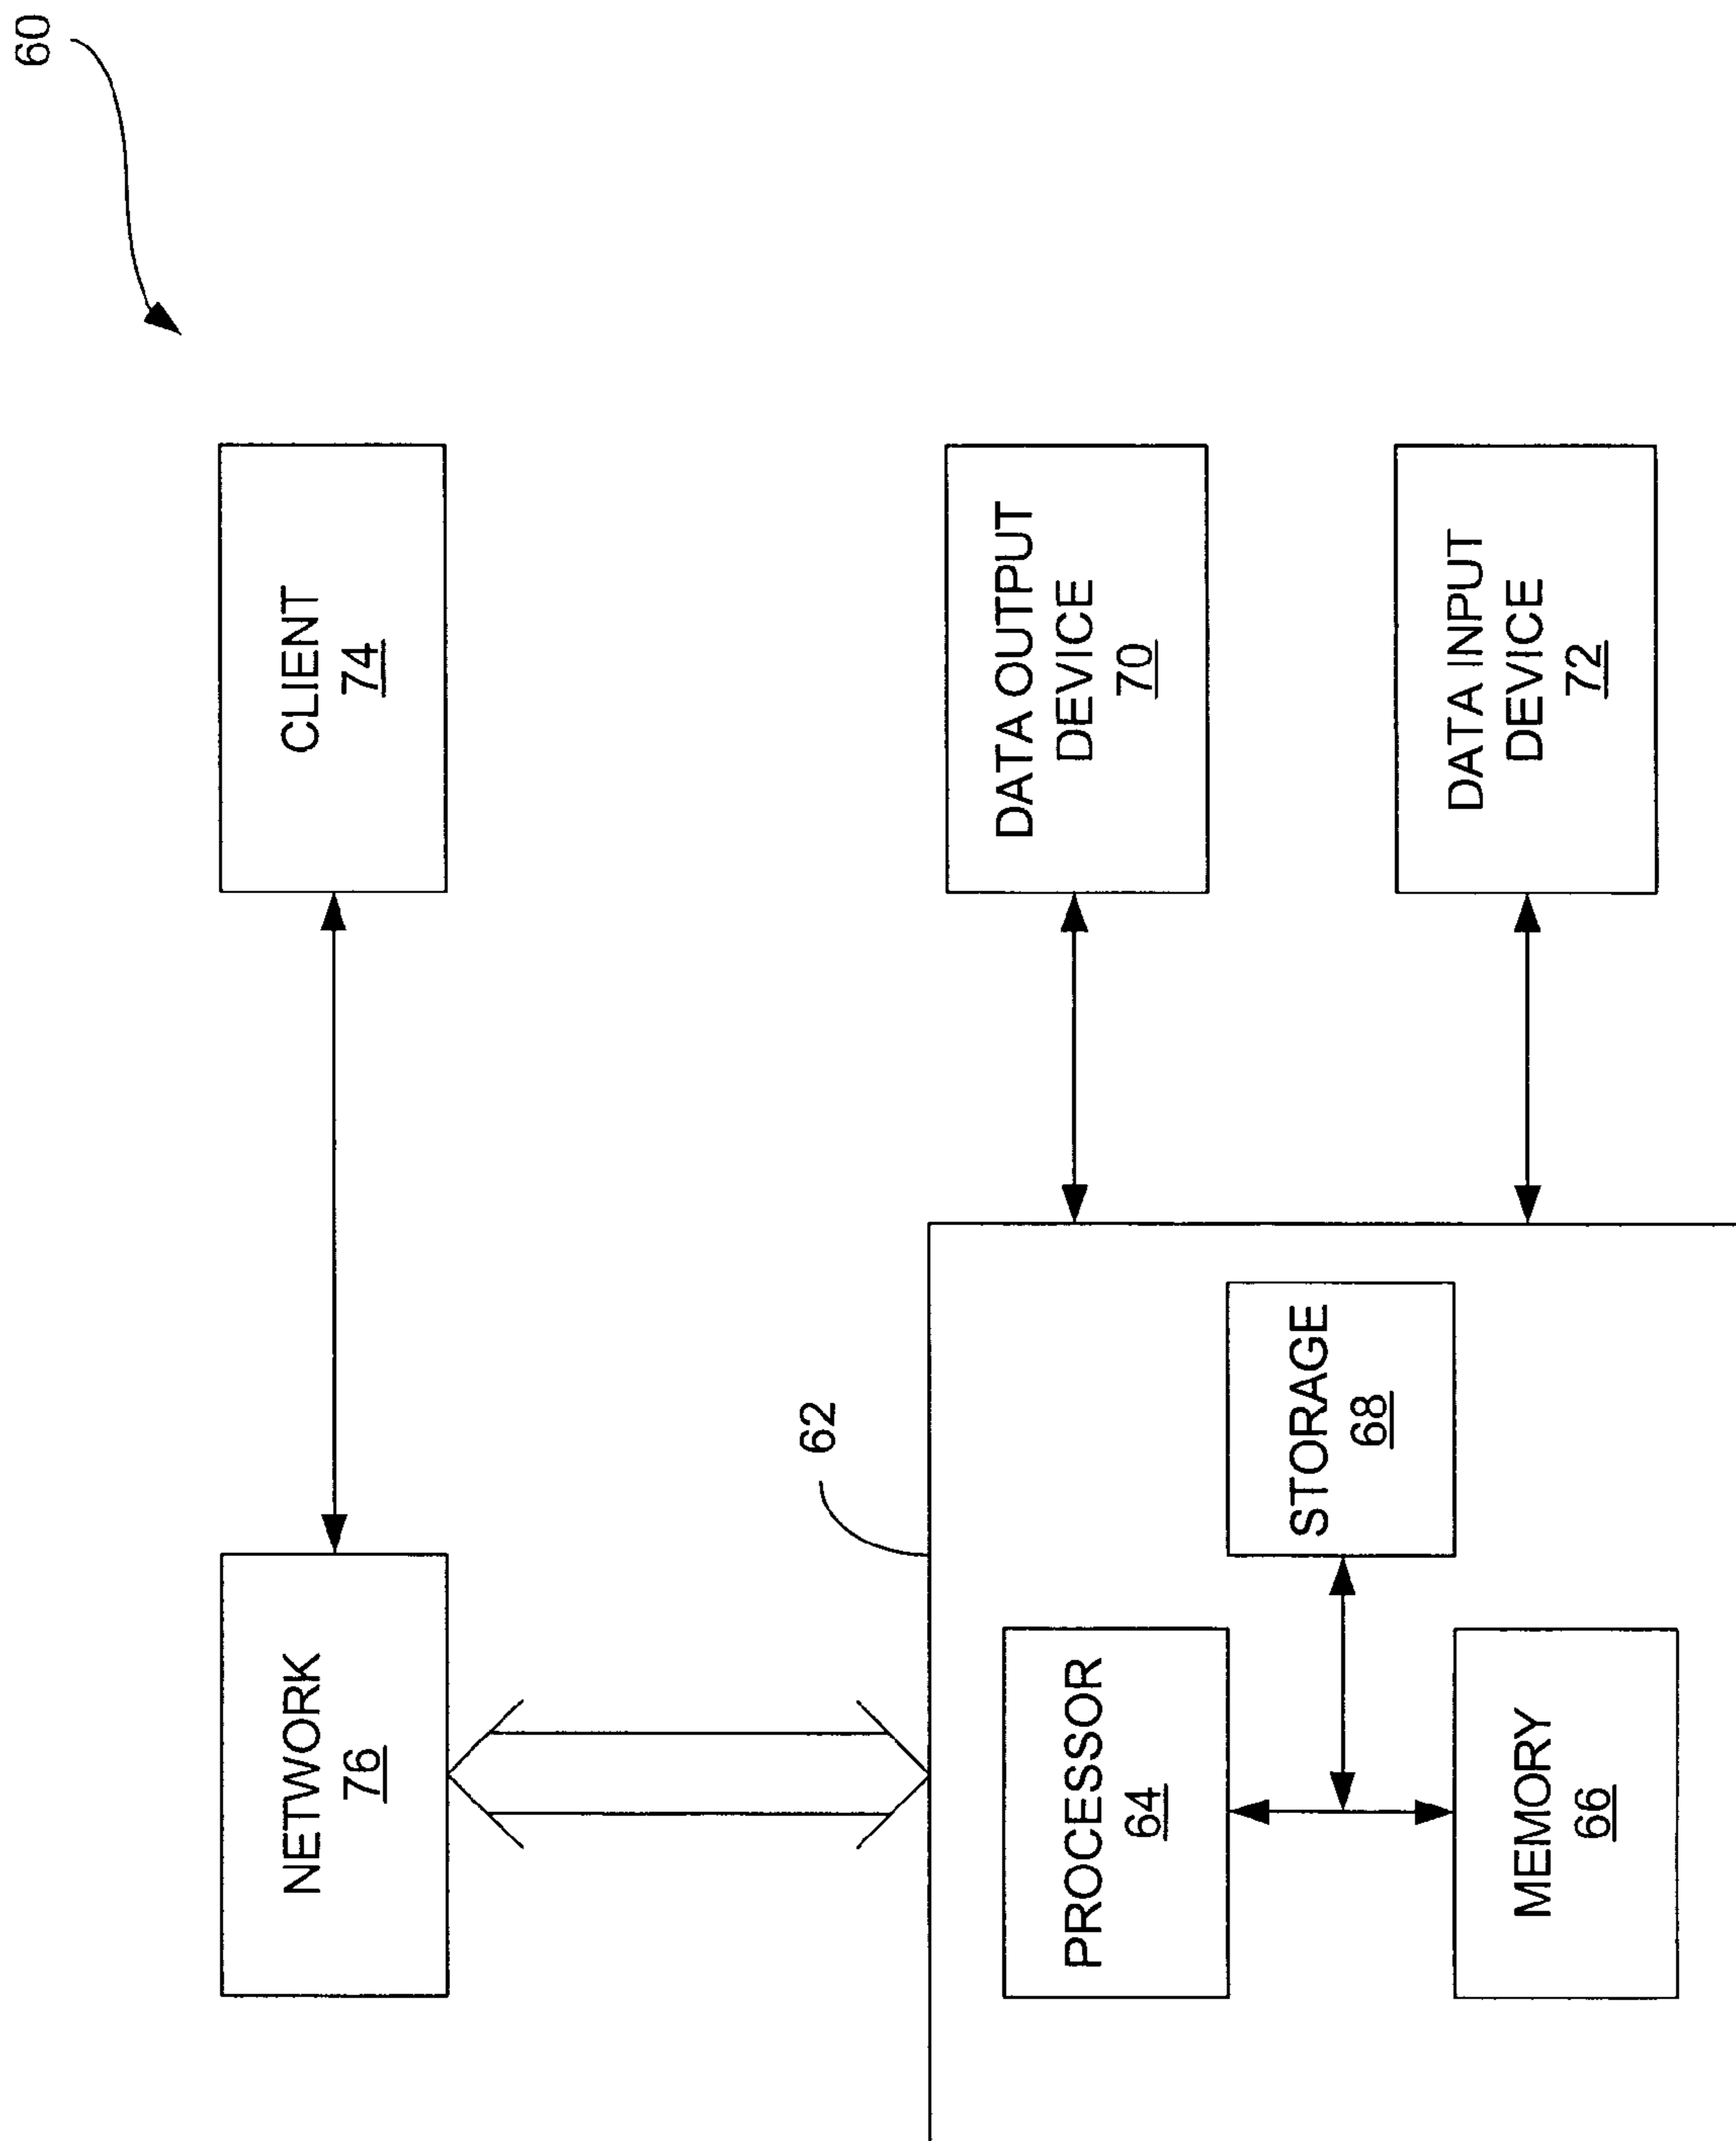 60
NETWORK
76
CLIENT
74
62
PROCESSOR
64
STORAGE
68
MEMORY
66
DATA OUTPUT
DEVICE
70
DATA INPUT
DEVICE
72